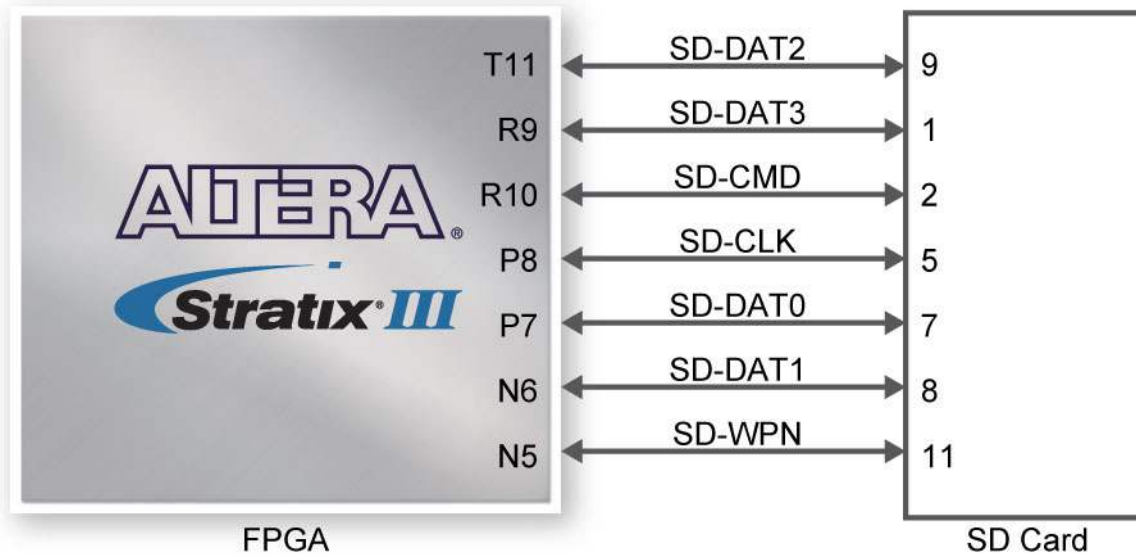 T11 SD-DAT2 9
R9 SD-DAT3 1
R10 SD-CMD 2
P8 SD-CLK 5
P7 SD-DAT0 7
N6 SD-DAT1 8
N5 SD-WPN 11
ALTERA®
Stratix® III
FPGA
SD Card